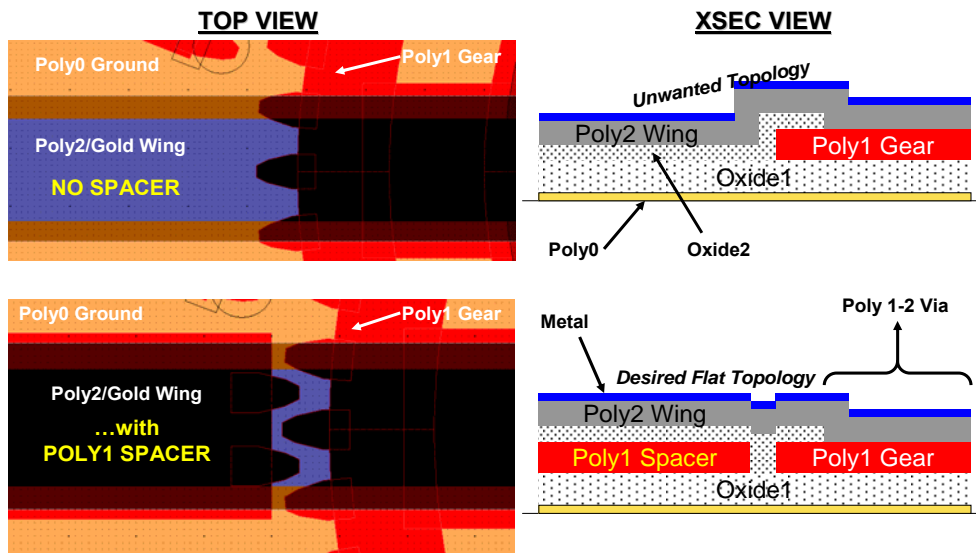 TOP VIEW
XSEC VIEW
Poly0 Ground
Poly1 Gear
Poly2/Gold Wing
NO SPACER
Unwanted Topology
Poly2 Wing
Poly1 Gear
Oxide1
Poly0
Oxide2
Poly0 Ground
Poly1 Gear
Poly2/Gold Wing
...with
POLY1 SPACER
Metal
Poly 1-2 Via
Desired Flat Topology
Poly2 Wing
Poly1 Spacer
Poly1 Gear
Oxide1